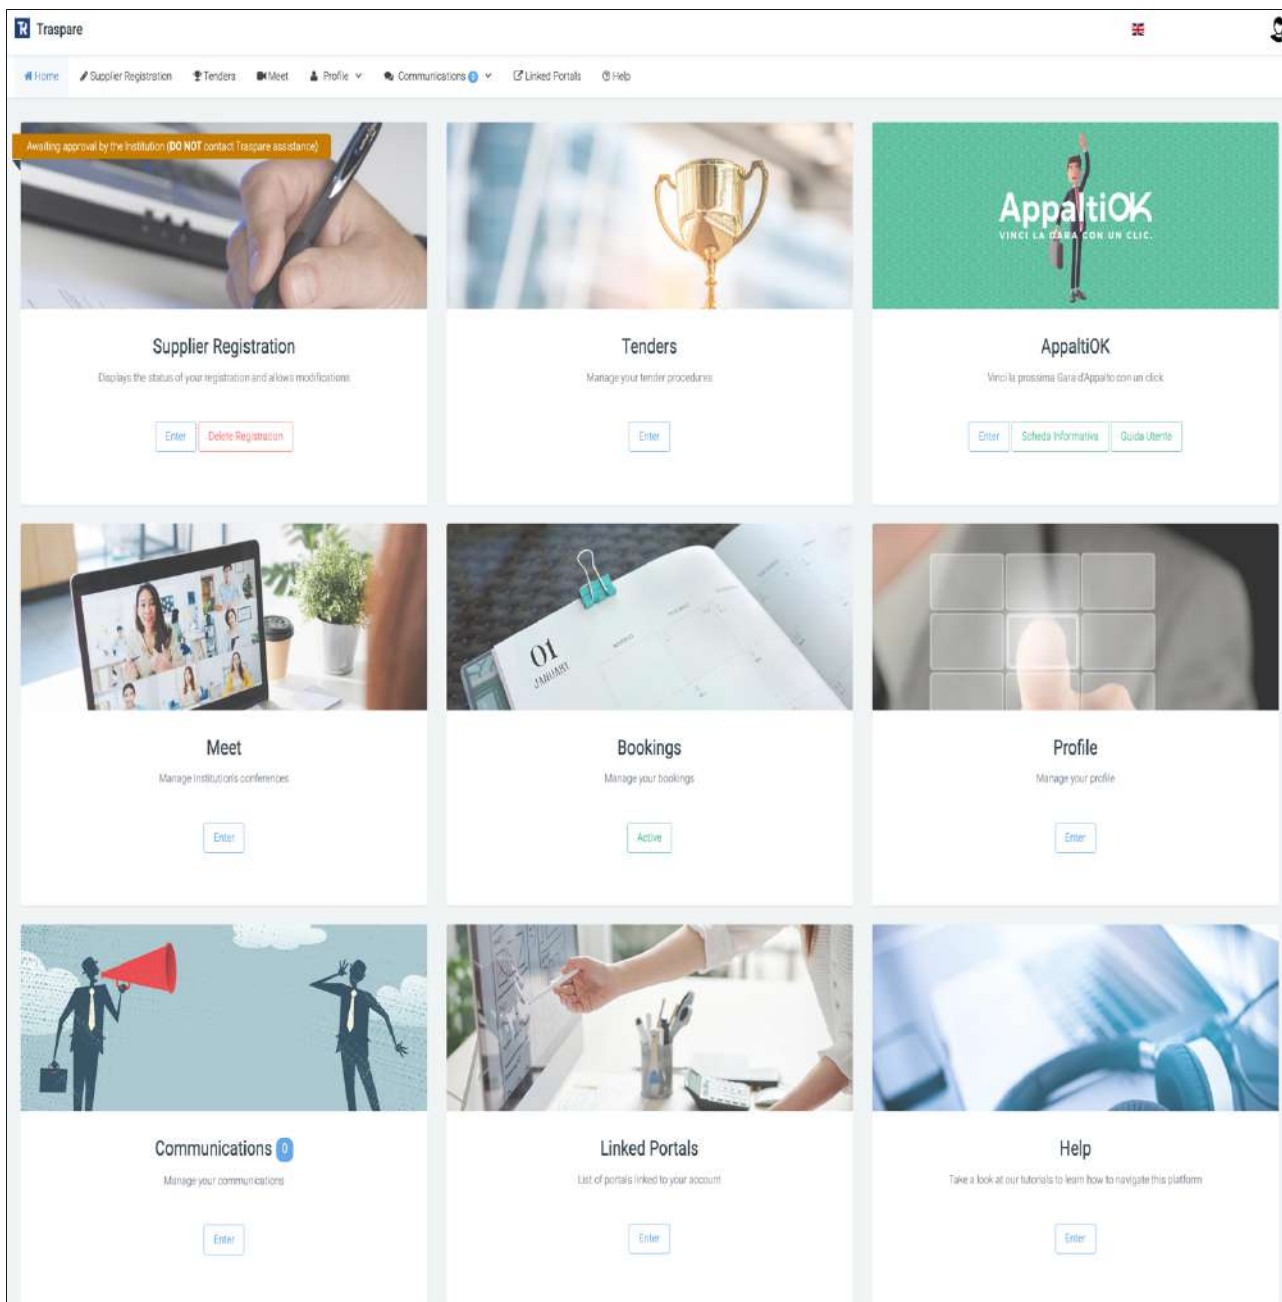 Traspare
Home Supplier Registration Tenders Meet Profile Communications 0 Linked Portals Help
Awaiting approval by the Institution (DO NOT contact Traspare assistance)
AppaltiOK
VINCI LA GARA CON UN CLIC.
Supplier Registration
Displays the status of your registration and allows modifications
Enter Delete Registration
Tenders
Manage your tender procedures
Enter
AppaltiOK
Vinci la prossima Gara d'Appalto con un click
Enter Scheda Informativa Guida Utente
01
JANUARY
Meet
Manage Institution's conferences
Enter
Bookings
Manage your bookings
Active
Profile
Manage your profile
Enter
Communications 0
Manage your communications
Enter
Linked Portals
List of portals linked to your account
Enter
Help
Take a look at our tutorials to learn how to navigate this platform
Enter